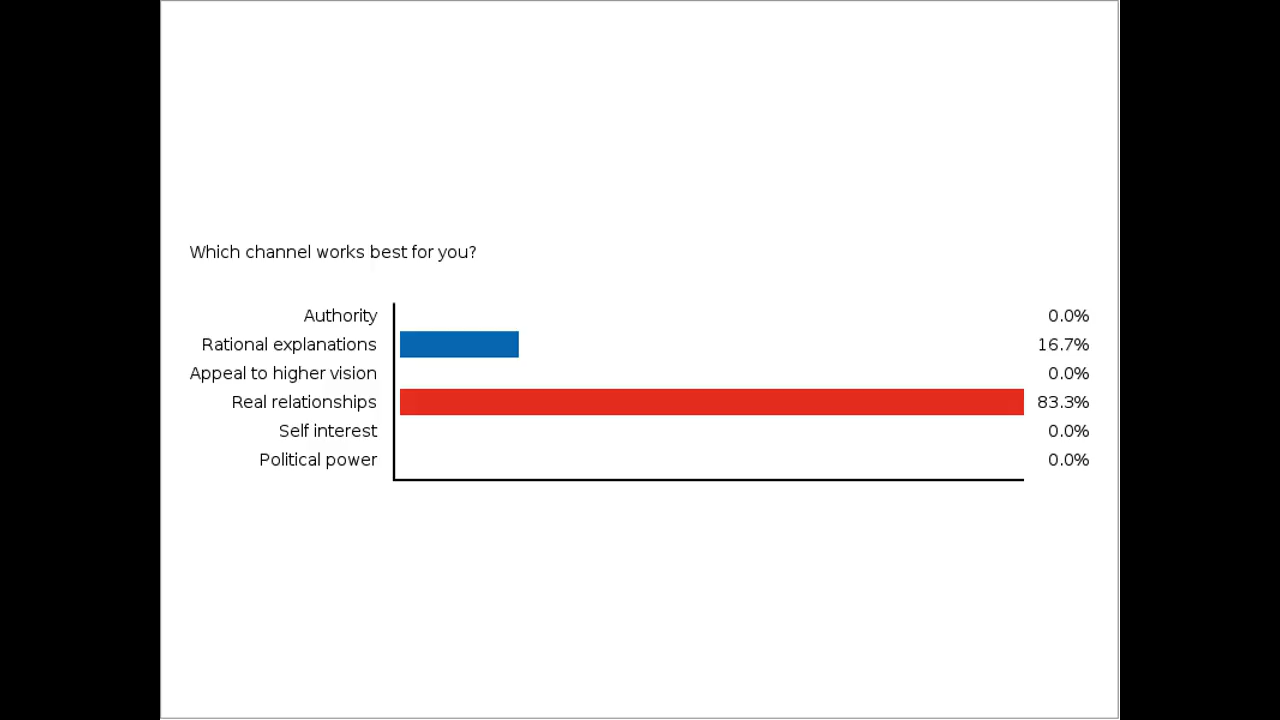 Which channel works best for you?
Authority 0.0%
Rational explanations 16.7%
Appeal to higher vision 0.0%
Real relationships 83.3%
Self interest 0.0%
Political power 0.0%